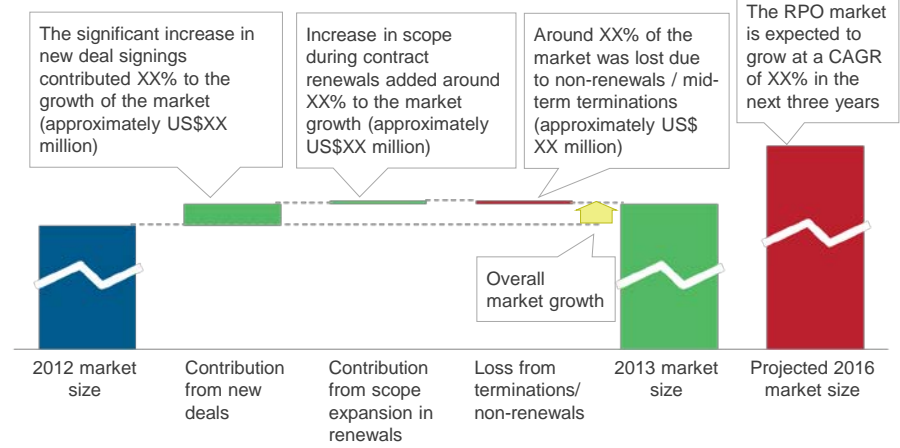 The significant increase in
new deal signings
contributed XX% to the
growth of the market
(approximately US$XX
million)
Increase in scope
during contract
renewals added around
XX% to the market
growth (approximately
US$XX million)
Around XX% of the
market was lost due
to non-renewals / mid-
term terminations
(approximately US$
XX million)
The RPO market
is expected to
grow at a CAGR
of XX% in the
next three years
Overall
market growth
2012 market
size
Contribution
from new
deals
Contribution
from scope
expansion in
renewals
Loss from
terminations/
non-renewals
2013 market
size
Projected 2016
market size